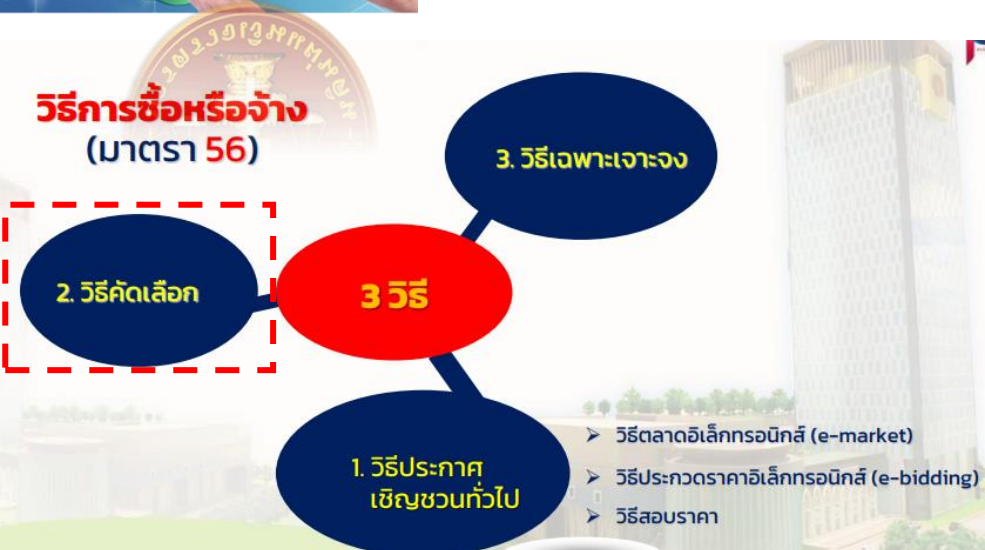 วิธีการซื้อหรือจ้าง
(มาตรา 56)
3. วิธีเฉพาะเจาะจง
2. วิธีคัดเลือก
3 วิธี
1. วิธีประกาศ
เชิญชวนทั่วไป
➢ วิธีตลาดอิเล็กทรอนิกส์ (e-market)
➢ วิธีประกวดราคาอิเล็กทรอนิกส์ (e-bidding)
➢ วิธีสอบราคา